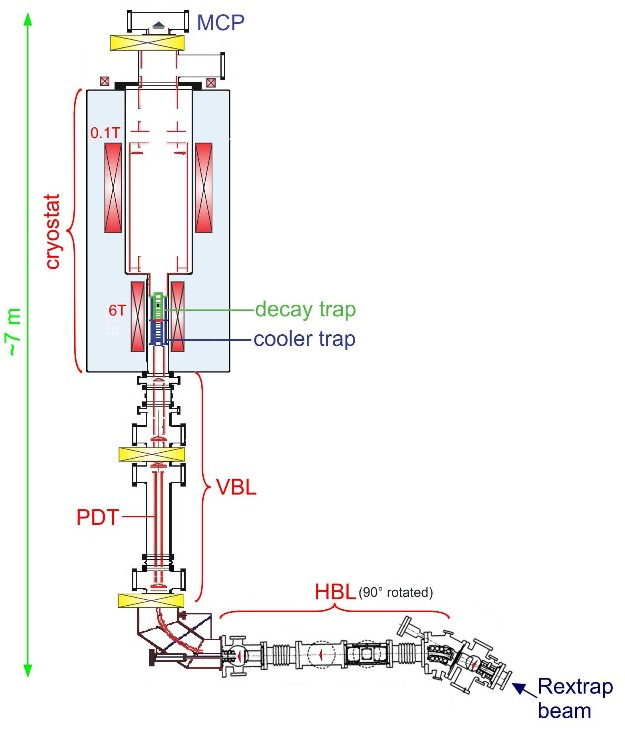 MCP
0.1T
cryostat
~7 m
6T
decay trap
cooler trap
VBL
PDT
HBL (90° rotated)
Rextrap
beam